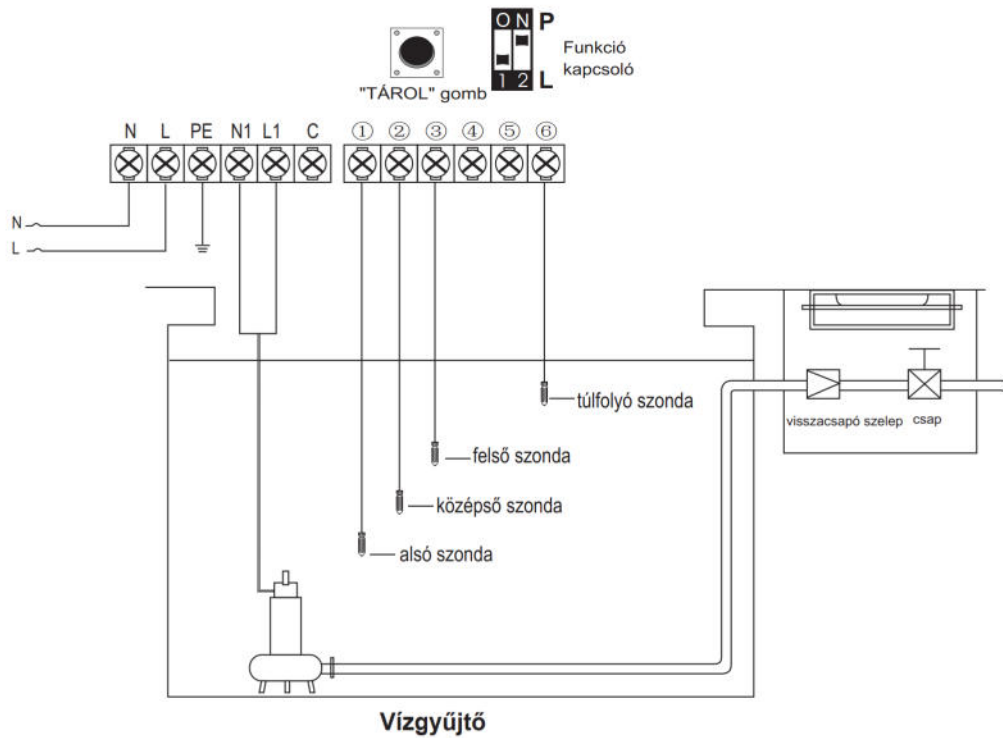 ON P
Funkció
kapcsoló
1 2 L
"TÁROL" gomb
N L PE N1 L1 C ① ② ③ ④ ⑤ ⑥
N
L
túlfolyó szonda
visszacsapó szelep csap
felső szonda
középső szonda
alsó szonda
Vízgyűjtő